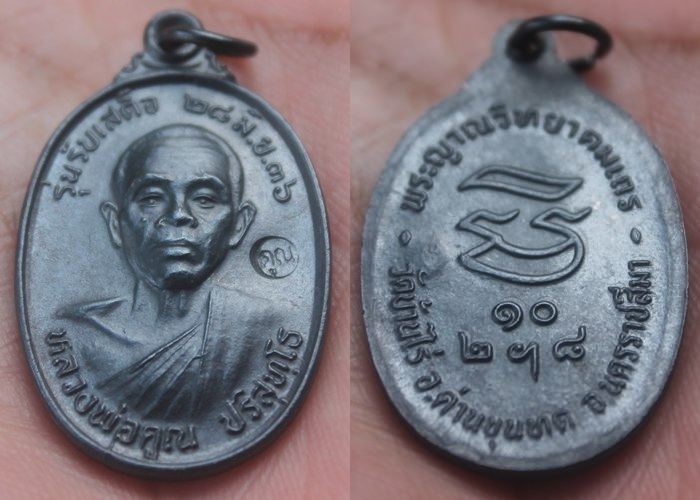 รุ่นรับเสด็จ ๒๘ มิ.ย.๓๖
คูณ
หลวงพ่อคูณ ปริสุทโธ
พระญาณวิทยาคมเถร
๑๐
วัดบ้านไร่ อ.ด่านขุนทด จ.นครราชสีมา